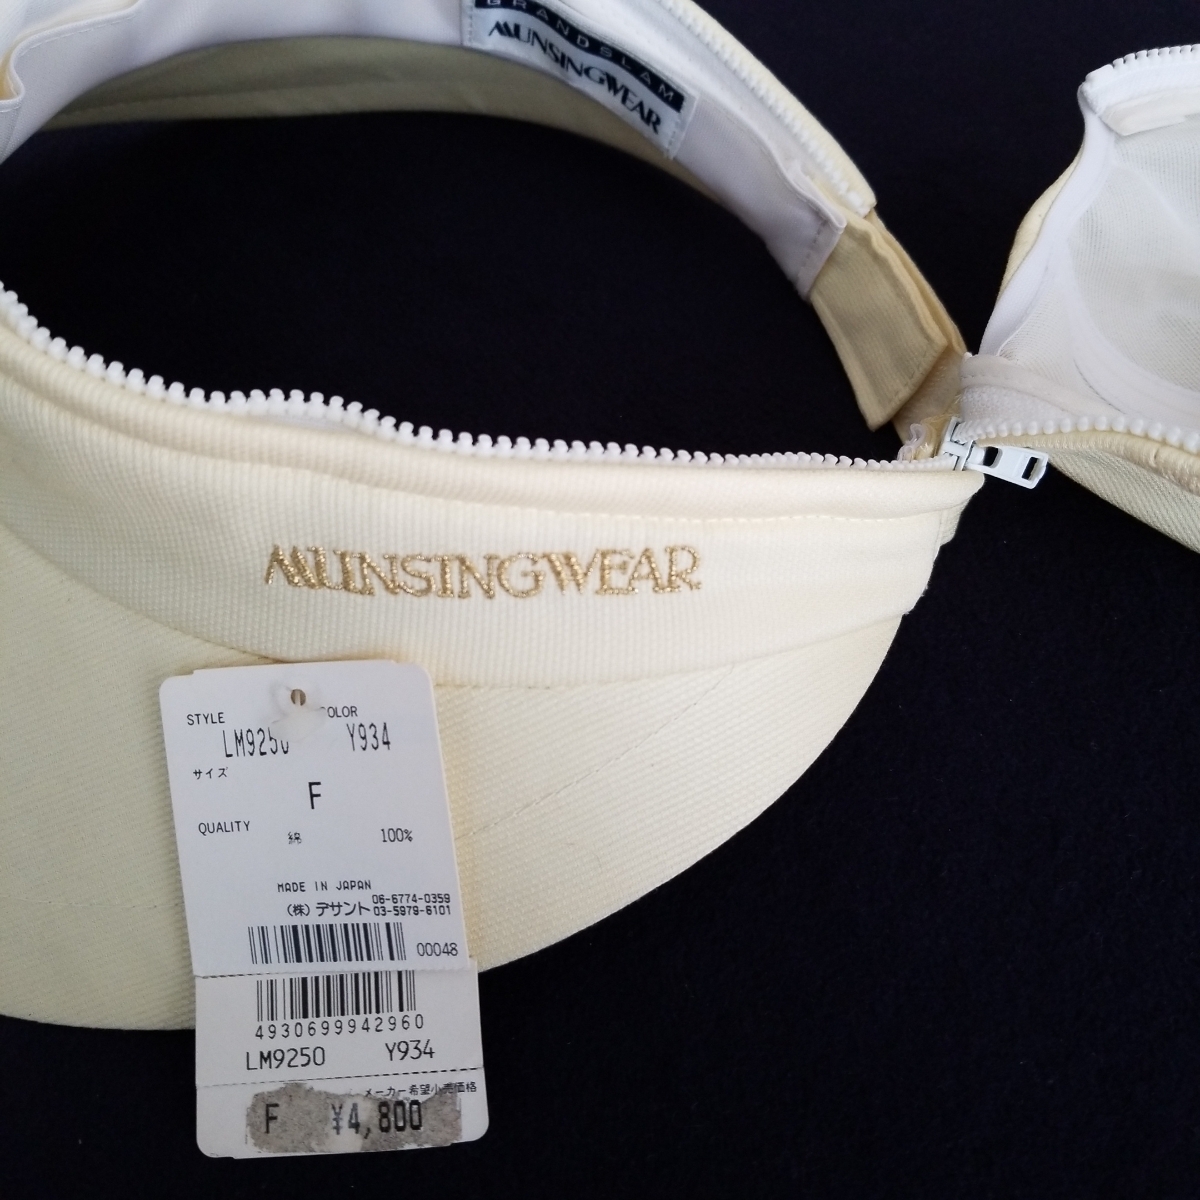 GRANDSLAM
MUNSINGWEAR
MUNSINGWEAR
STYLE COLOR
LM9250 Y934
サイズ
F
QUALITY
綿 100%
MADE IN JAPAN
06-6774-0359
(株)デサント 03-5979-6101
00048
4930699942960
LM9250 Y934
メーカー希望小売価格
F ¥4,800